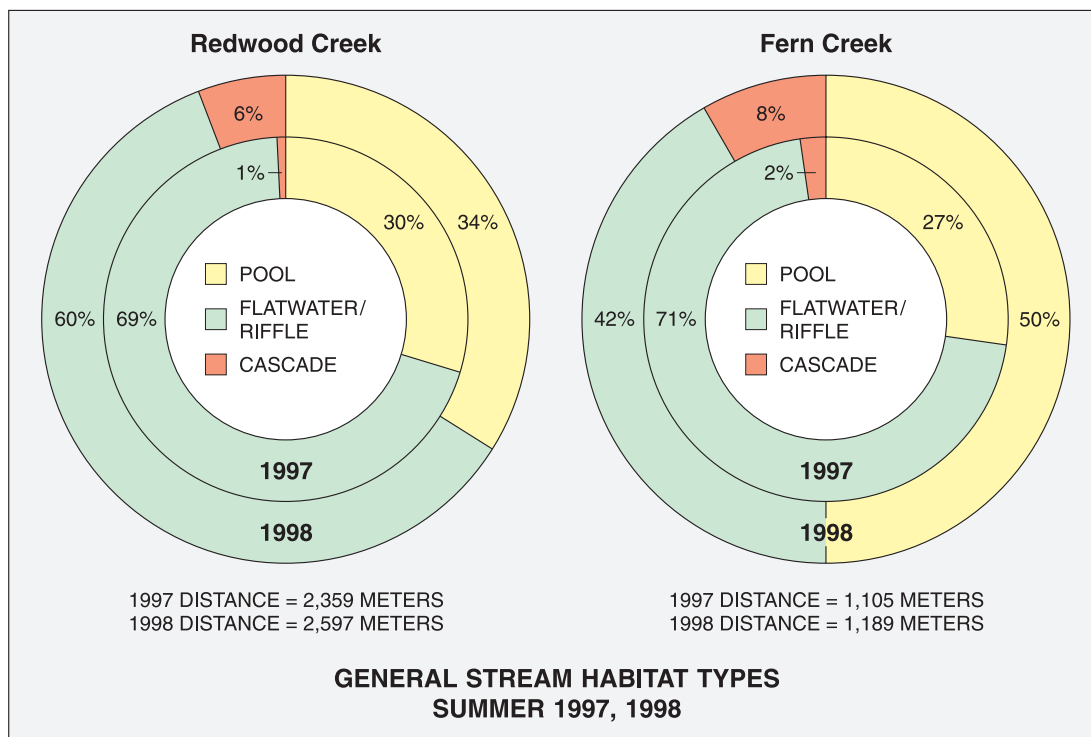 Redwood Creek
6%
1%
30%
34%
60%
69%
POOL
FLATWATER/
RIFFLE
CASCADE
1997
1998
1997 DISTANCE = 2,359 METERS
1998 DISTANCE = 2,597 METERS
Fern Creek
8%
2%
27%
42%
71%
50%
POOL
FLATWATER/
RIFFLE
CASCADE
1997
1998
1997 DISTANCE = 1,105 METERS
1998 DISTANCE = 1,189 METERS
GENERAL STREAM HABITAT TYPES
SUMMER 1997, 1998